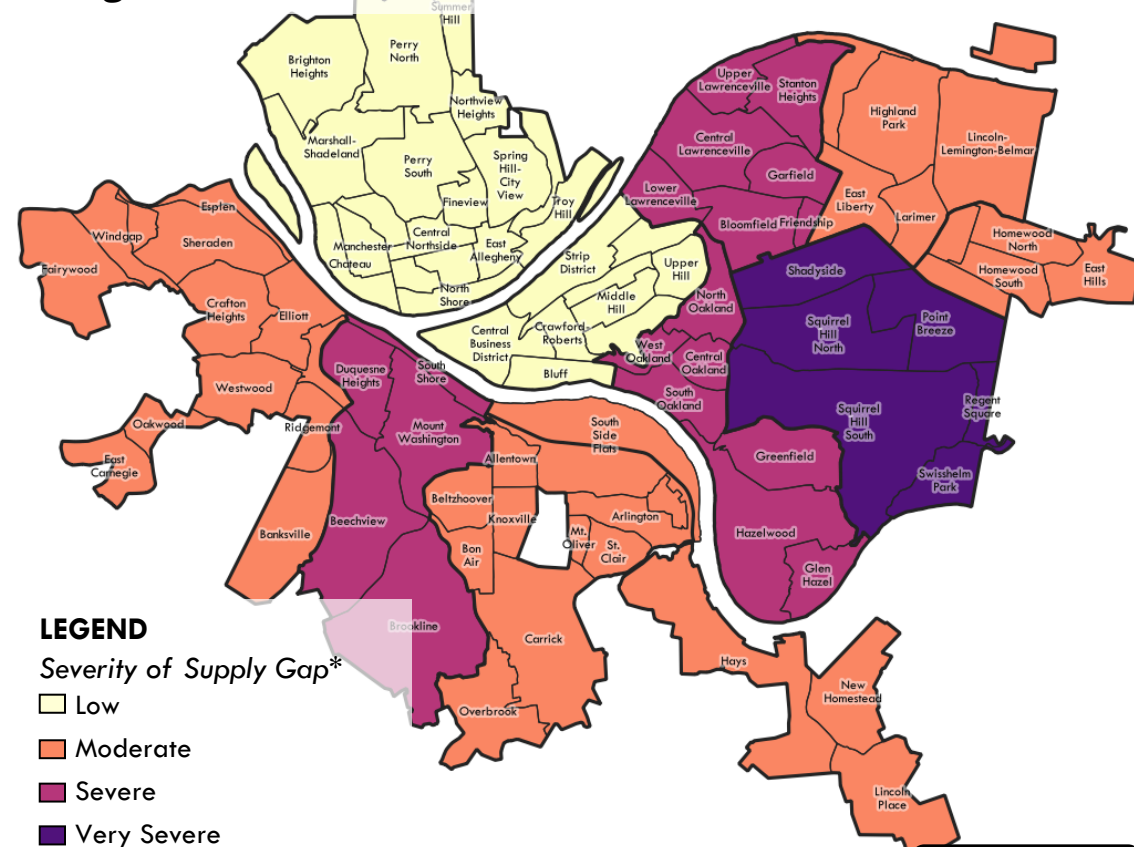 Summer
Hill
Perry
North
Brighton
Heights
Northview
Heights
Marshall-
Shadeland
Perry
South
Spring
Hill-
City
View
Fineview
Troy
Hill
Manchester
Central
Northside
East
Allegheny
Chateau
North
Shore
Upper
Lawrenceville
Stanton
Heights
Central
Lawrenceville
Garfield
Lower
Lawrenceville
Bloomfield
Friendship
Highland
Park
Lincoln-
Lemington-Belmar
East
Liberty
Larimer
Homewood
North
Homewood
South
East
Hills
Strip
District
Upper
Hill
Middle
Hill
Crawford-
Roberts
Central
Business
District
Bluff
North
Oakland
West
Oakland
Central
Oakland
South
Oakland
Shadyside
Squirrel
Hill
North
Point
Breeze
Squirrel
Hill
South
Regent
Square
Swisshelm
Park
Greenfield
Hazelwood
Glen
Hazel
Esplen
Windgap
Sheraden
Fairywood
Crafton
Heights
Elliott
Westwood
Oakwood
Ridgemont
East
Carnegie
Banksville
Duquesne
Heights
South
Shore
Mount
Washington
Beechview
Brookline
South
Side
Flats
Allentown
Beltzhoover
Knoxville
Arlington
Mt.
Oliver
St.
Clair
Bon
Air
Carrick
Overbrook
Hays
New
Homestead
Lincoln
Place
LEGEND
Severity of Supply Gap*
Low
Moderate
Severe
Very Severe